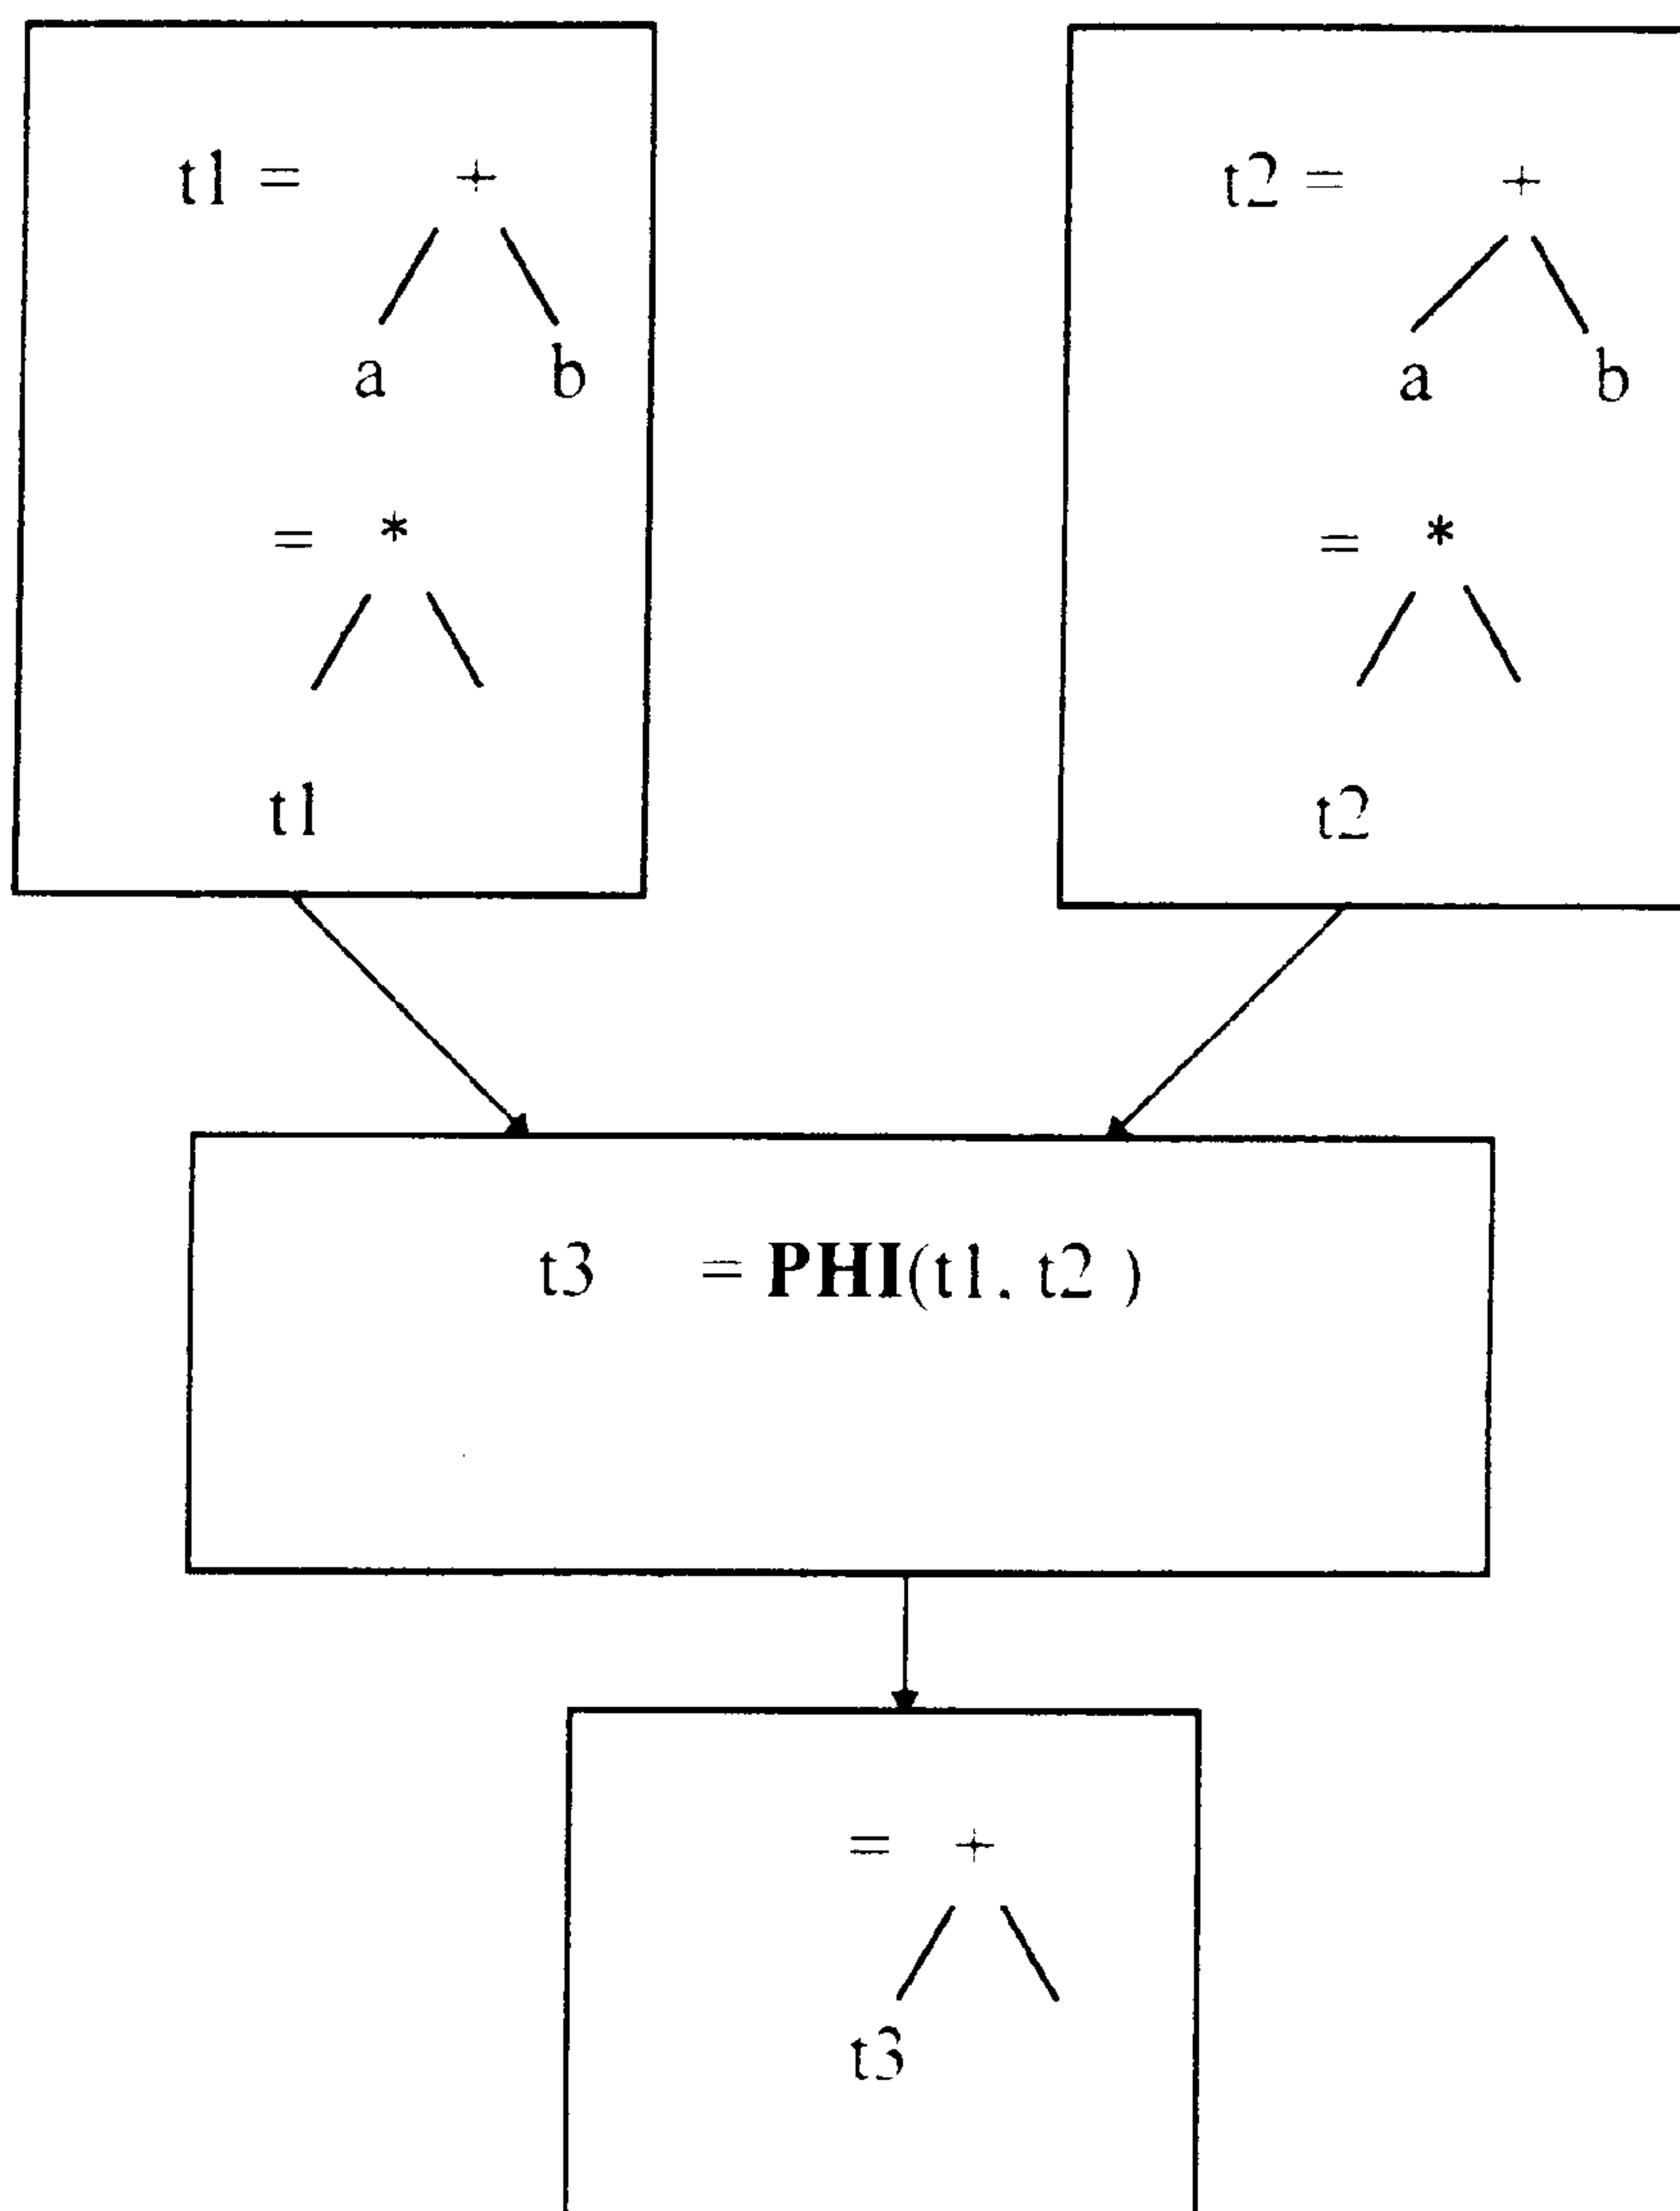 t1 = +
a b
= *
t1
t2 = +
a b
= *
t2
t3 = PHI(t1, t2 )
= +
t3